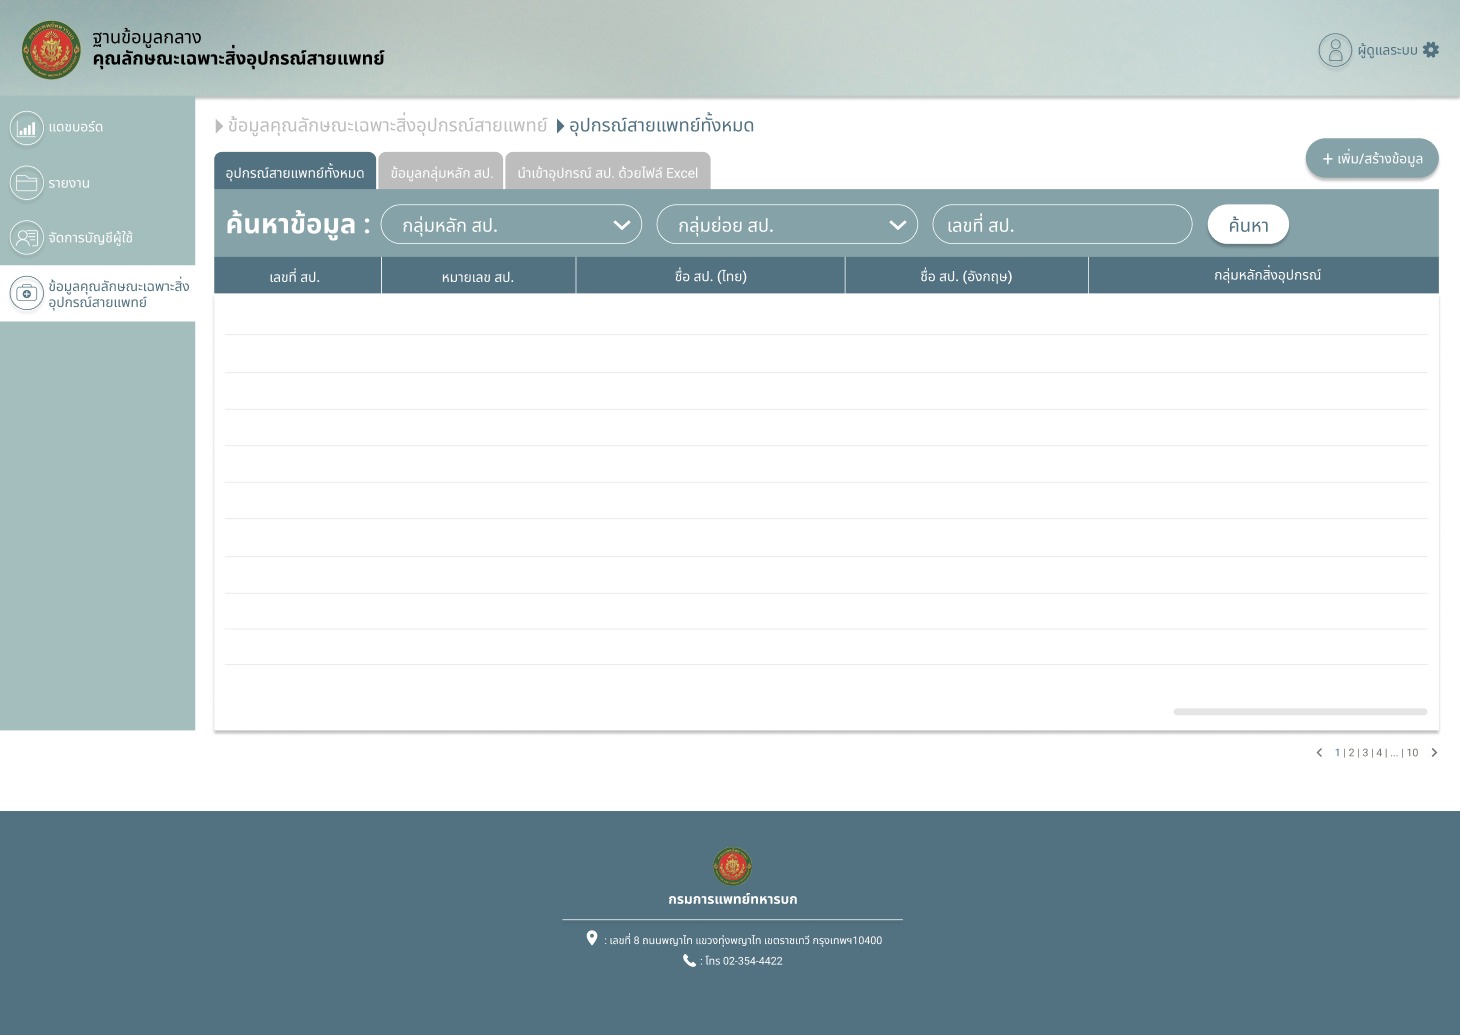 ฐานข้อมูลกลาง
คุณลักษณะเฉพาะสิ่งอุปกรณ์สายแพทย์
ผู้ดูแลระบบ
แดชบอร์ด
รายงาน
จัดการบัญชีผู้ใช้
ข้อมูลคุณลักษณะเฉพาะสิ่ง
อุปกรณ์สายแพทย์
ข้อมูลคุณลักษณะเฉพาะสิ่งอุปกรณ์สายแพทย์ อุปกรณ์สายแพทย์ทั้งหมด
+ เพิ่ม/สร้างข้อมูล
อุปกรณ์สายแพทย์ทั้งหมด ข้อมูลกลุ่มหลัก สป. นำเข้าอุปกรณ์ สป. ด้วยไฟล์ Excel
ค้นหาข้อมูล : กลุ่มหลัก สป. กลุ่มย่อย สป. เลขที่ สป. ค้นหา
เลขที่ สป. หมายเลข สป. ชื่อ สป. (ไทย) ชื่อ สป. (อังกฤษ) กลุ่มหลักสิ่งอุปกรณ์
< 1 | 2 | 3 | 4 | ... | 10 >
กรมการแพทย์ทหารบก
: เลขที่ 8 ถนนพญาไท แขวงทุ่งพญาไท เขตราชเทวี กรุงเทพฯ10400
: โทร 02-354-4422